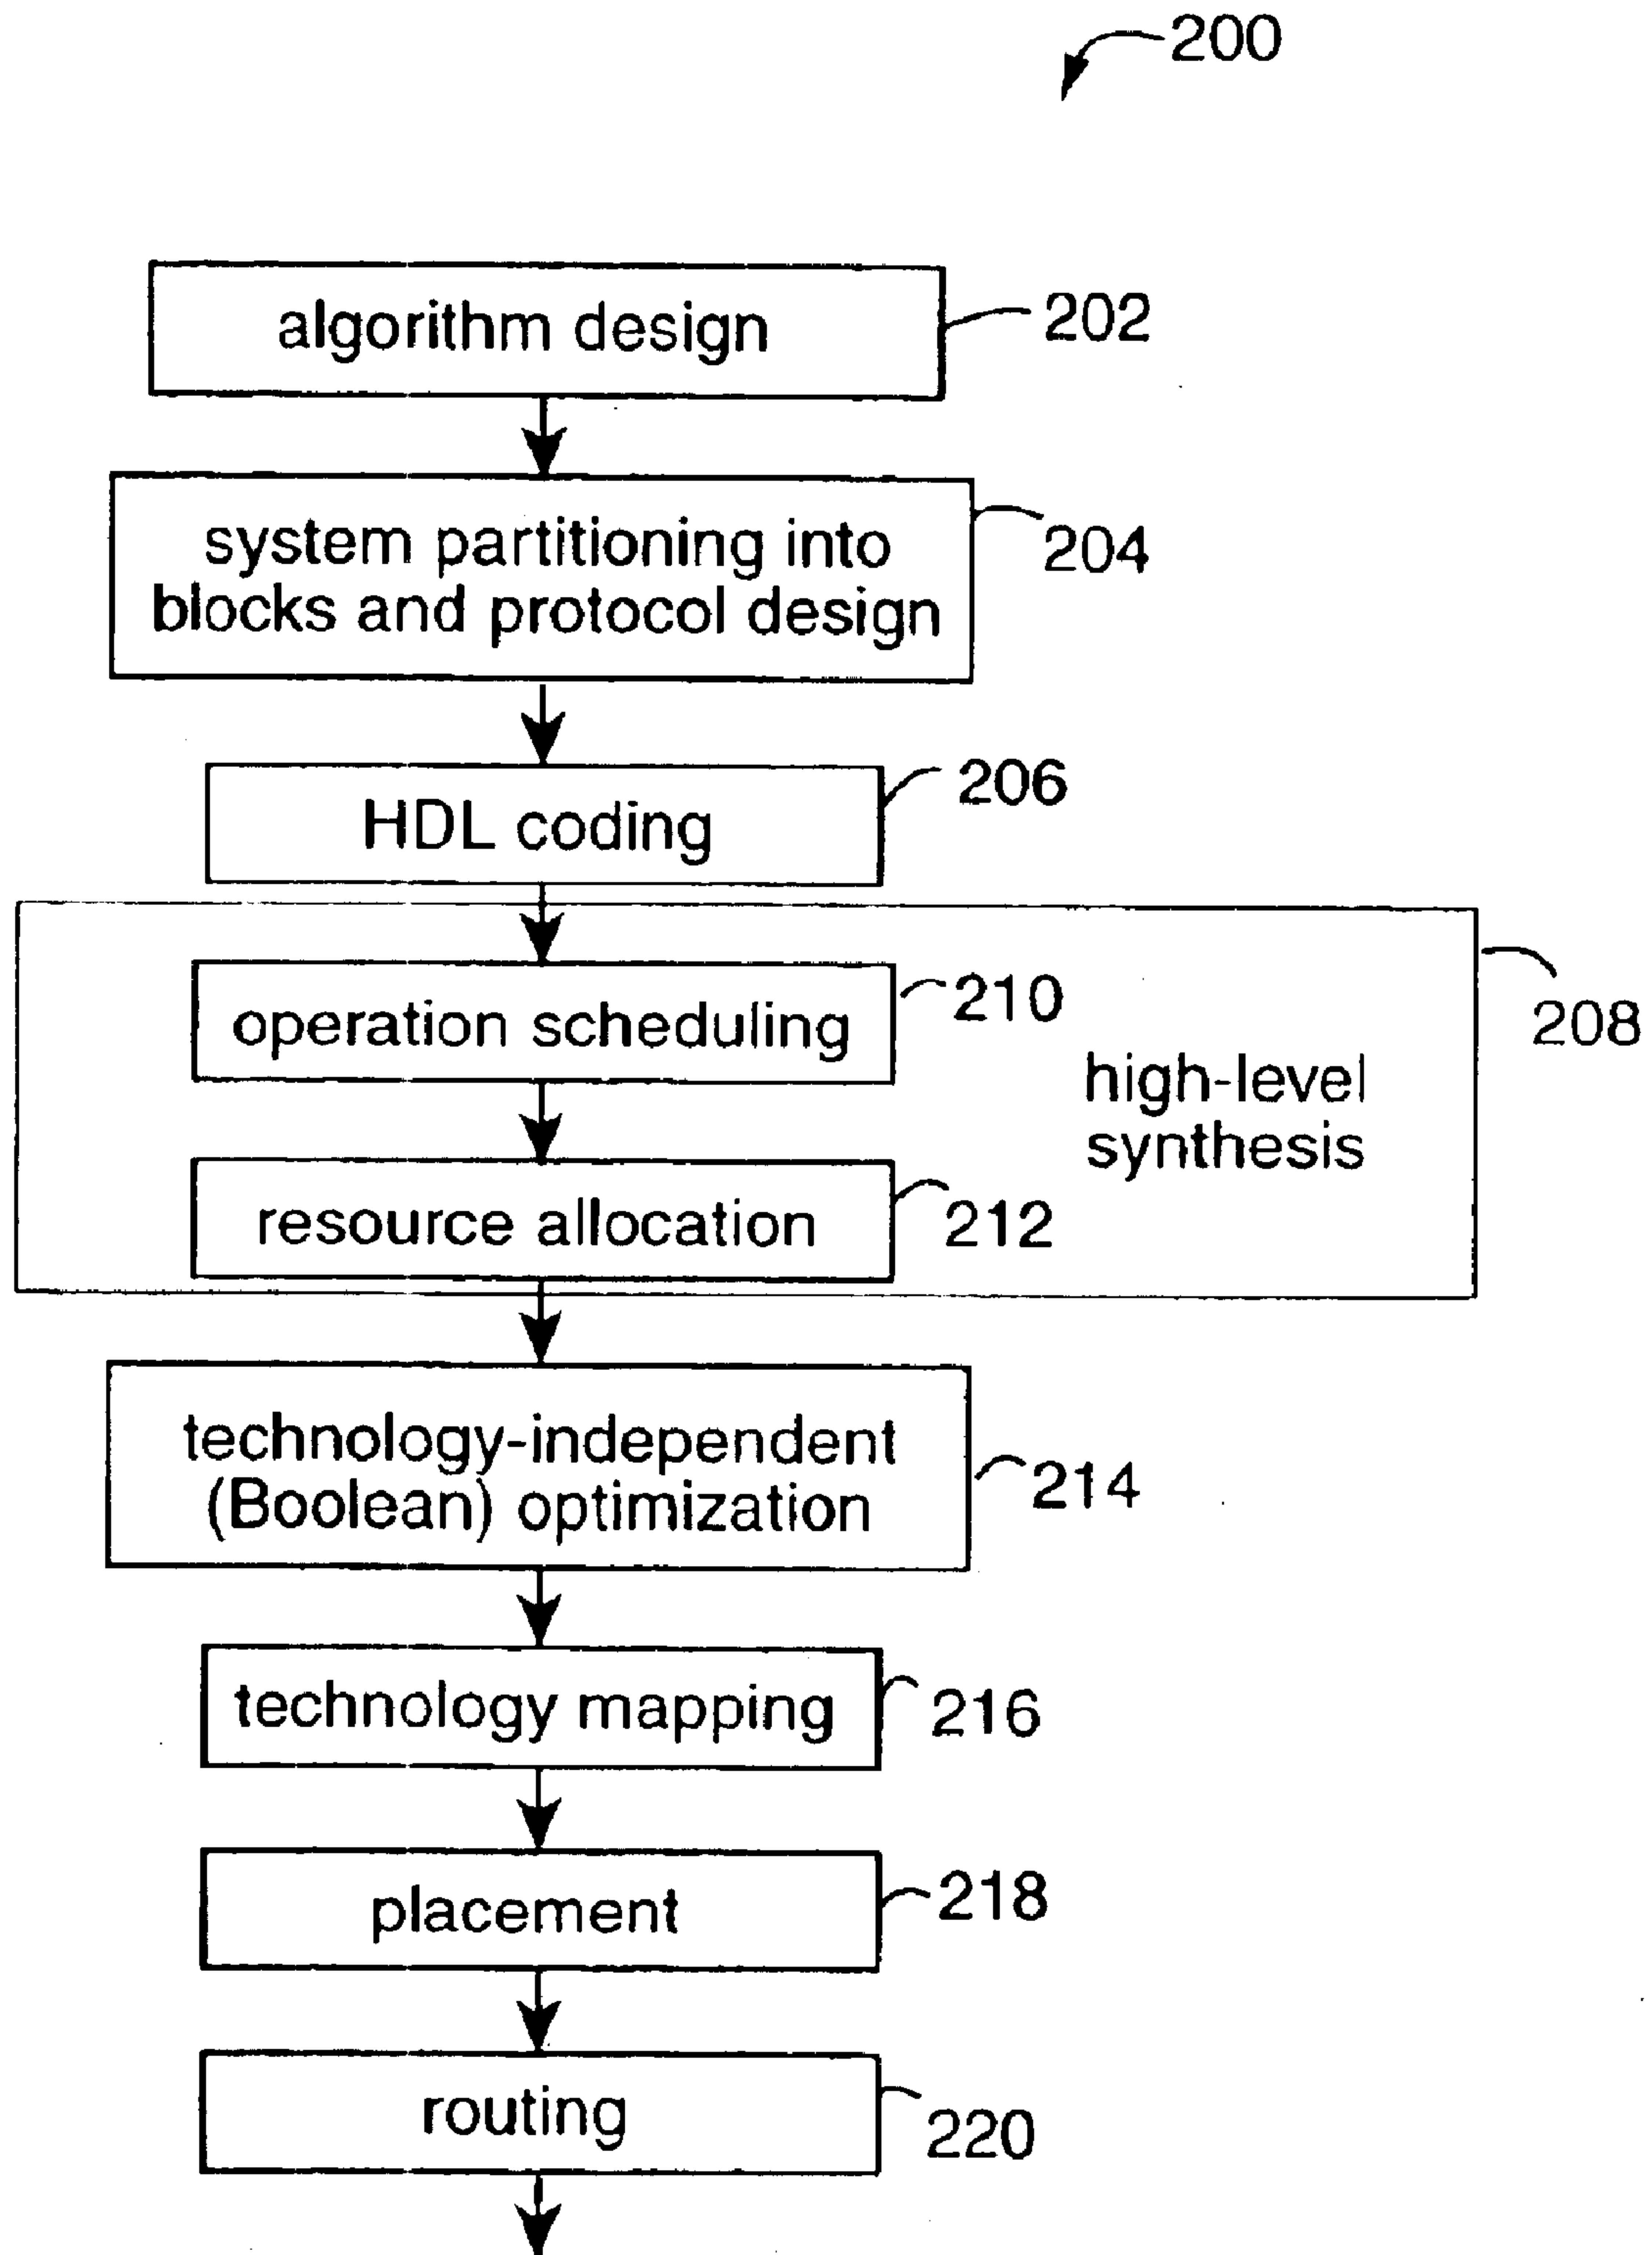 200
algorithm design
202
system partitioning into
blocks and protocol design
204
HDL coding
206
operation scheduling
210
208
high-level
synthesis
resource allocation
212
technology-independent
(Boolean) optimization
214
technology mapping
216
placement
218
routing
220